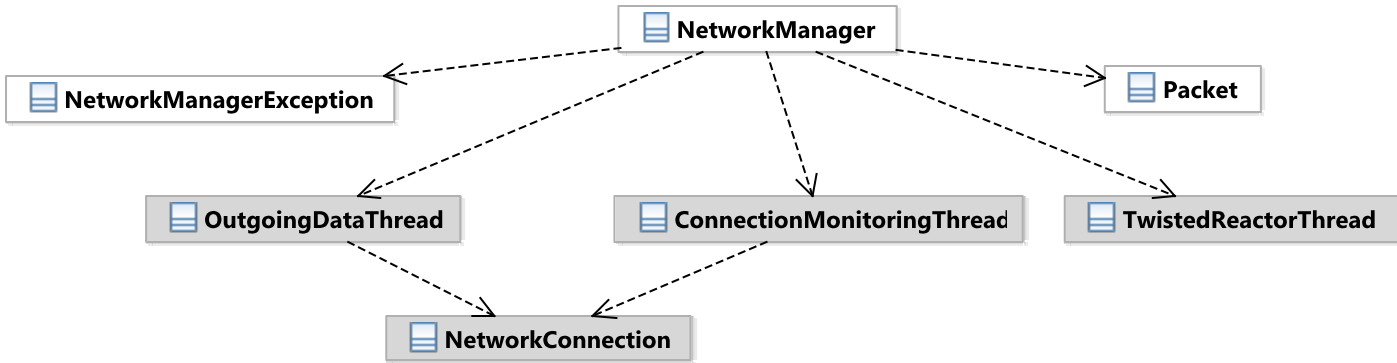 NetworkManager
NetworkManagerException
Packet
OutgoingDataThread
ConnectionMonitoringThread
TwistedReactorThread
NetworkConnection